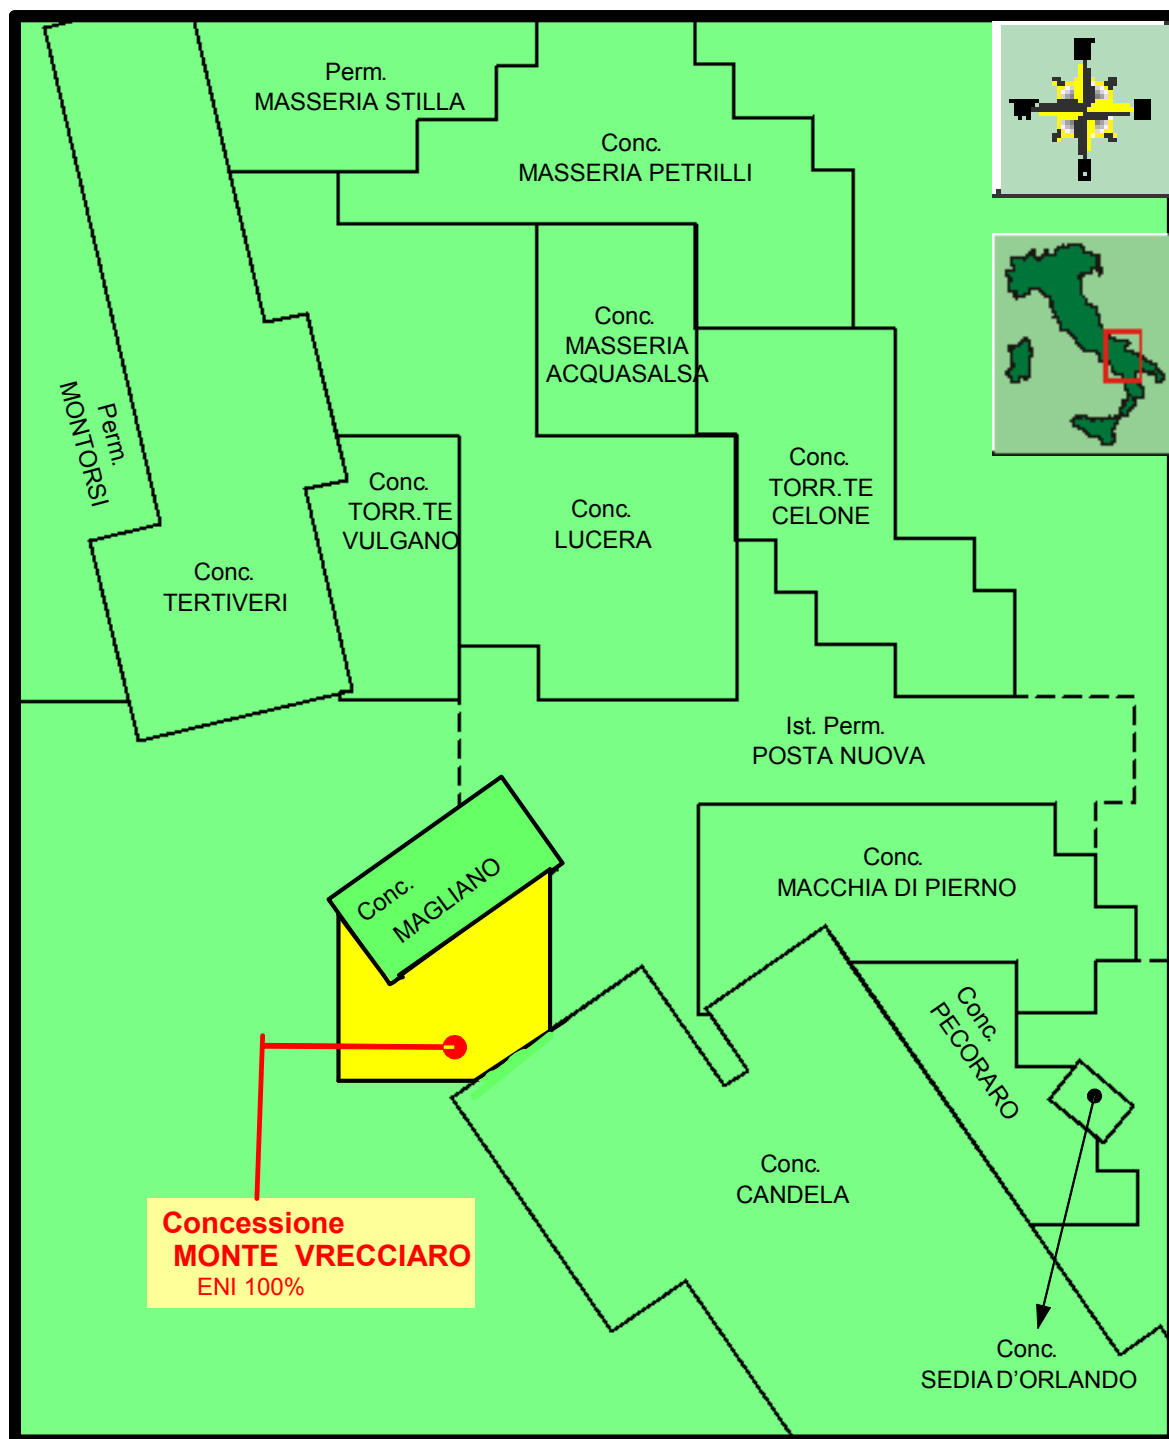 Perm.
MASSERIA STILLA
Conc.
MASSERIA PETRILLI
Conc.
MASSERIA
ACQUASALSA
Perm.
MONTORSI
Conc.
TORR.TE
VULGANO
Conc.
LUCERA
Conc.
TORR.TE
CELONE
Conc.
TERTIVERI
Ist. Perm.
POSTA NUOVA
Conc.
MAGLIANO
Conc.
MACCHIA DI PIERNO
Conc.
PECORARO
Conc.
CANDELA
Concessione
MONTE VRECCIARO
ENI 100%
Conc.
SEDIA D'ORLANDO